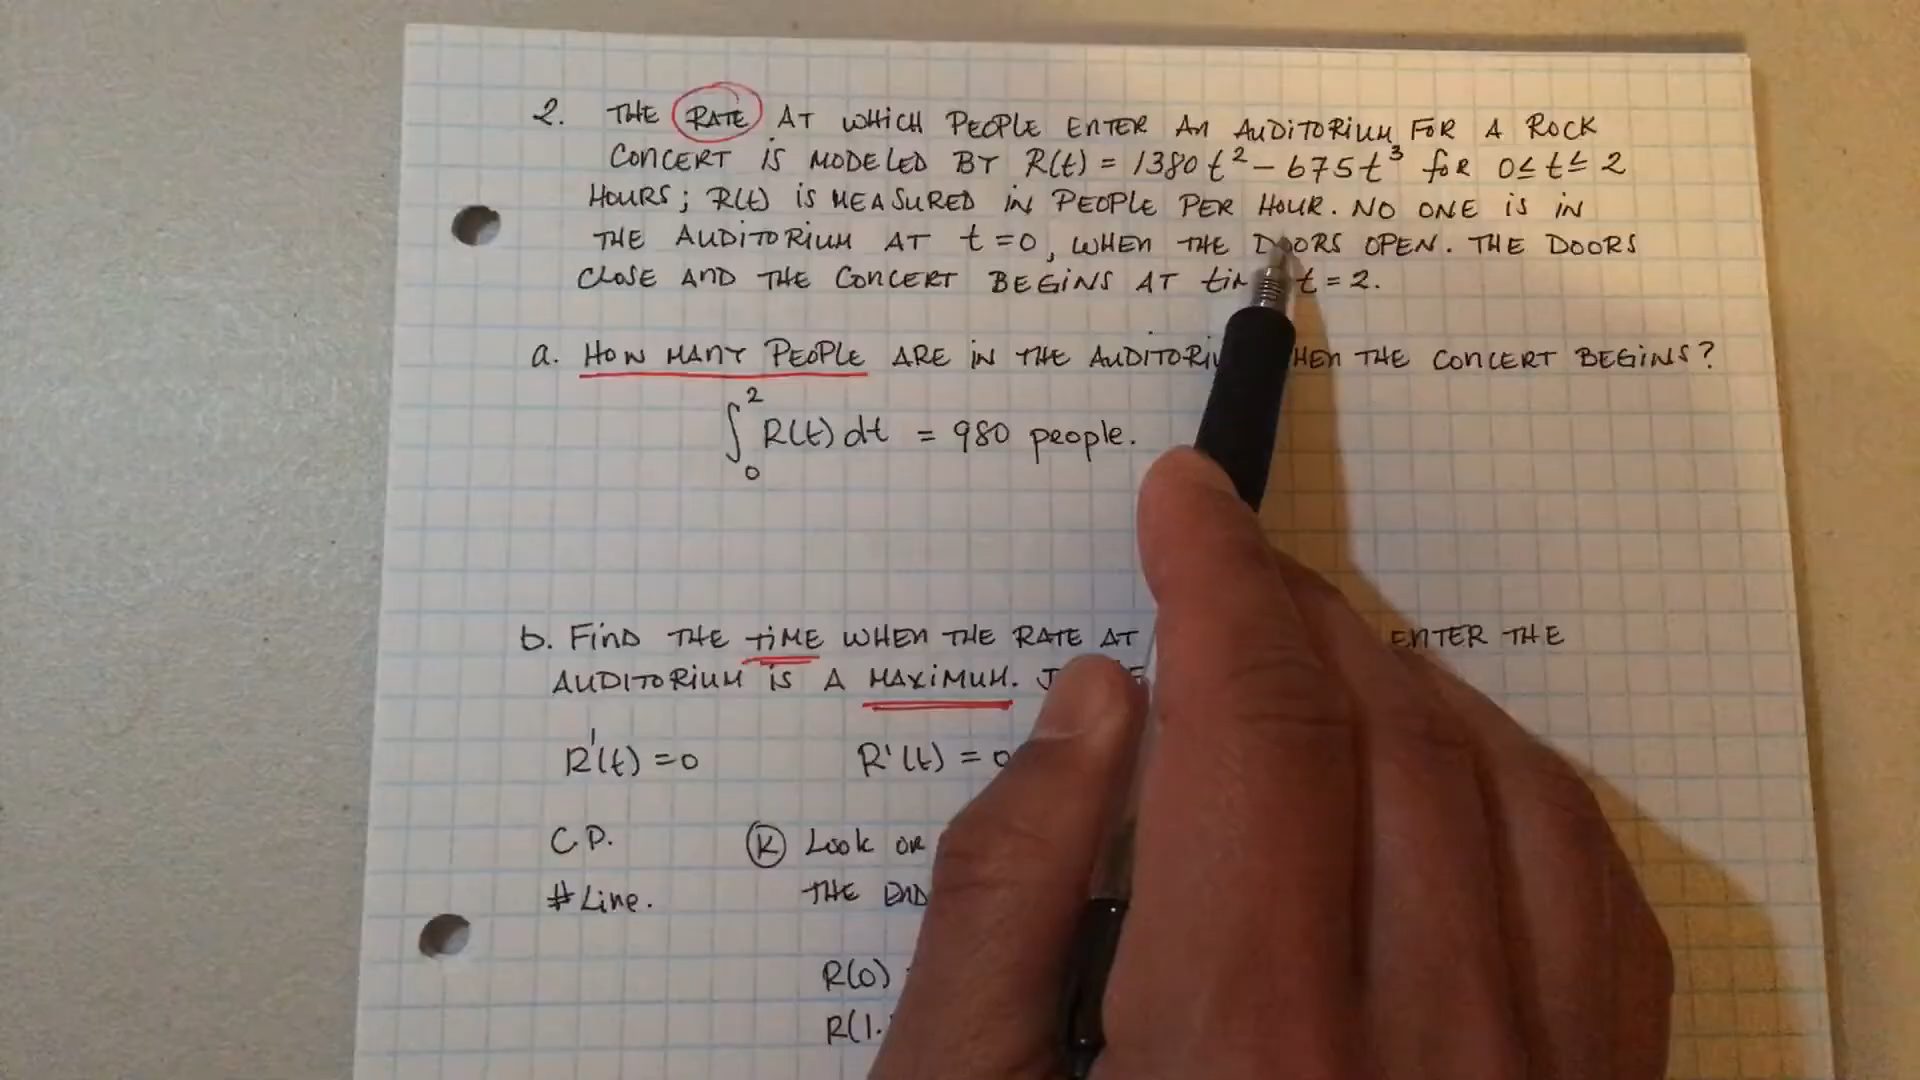 2. THE RATE AT WHICH PEOPLE ENTER AN AUDITORIUM FOR A ROCK
CONCERT IS MODELED BY R(t) = 1380t² − 675t³ for 0 ≤ t ≤ 2
HOURS; R(t) IS MEASURED IN PEOPLE PER HOUR. NO ONE IS IN
THE AUDITORIUM AT t = 0, WHEN THE DOORS OPEN. THE DOORS
CLOSE AND THE CONCERT BEGINS AT t = 2.
a. HOW MANY PEOPLE ARE IN THE THE CONCERT BEGINS?
∫₀² R(t) dt = 980 people.
b. FIND THE TIME WHEN THE RATE AT ENTER THE
AUDITORIUM IS A MAXIMUM.
R'(t) = 0 R'(t) = 0
C.P. Ⓡ Look
#Line. THE
R(0)
R(1.